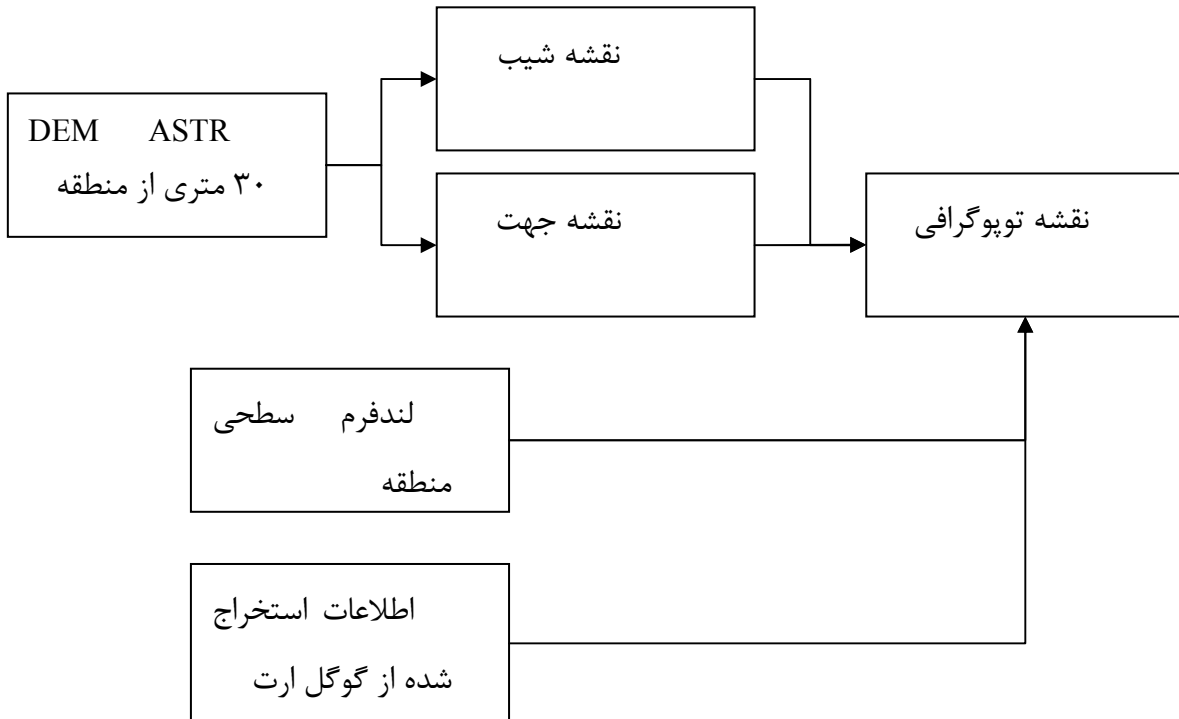 نقشه شیب
DEM ASTR
۳۰ متری از منطقه
نقشه جهت
نقشه توپوگرافی
لندفرم سطحی
منطقه
اطلاعات استخراج
شده از گوگل ارت